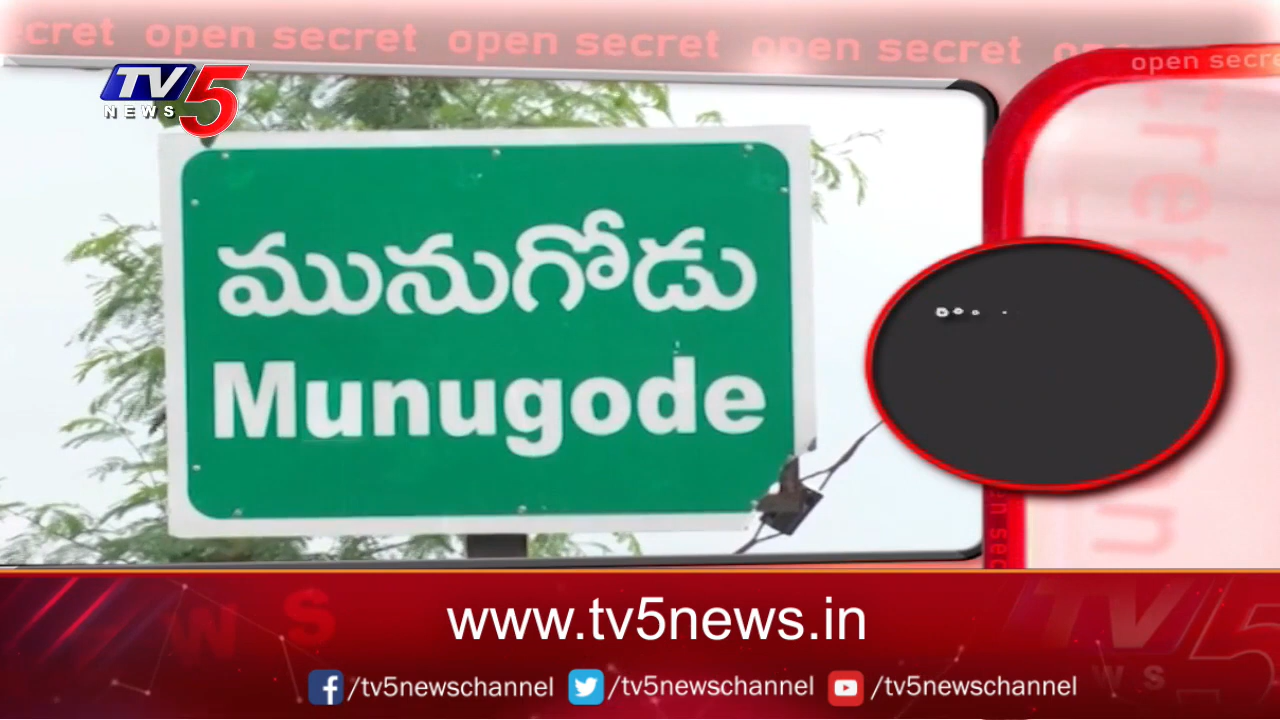 open secret open secret open secret open secret
open secret
TV5
NEWS
మునుగోడు
Munugode
www.tv5news.in
/tv5newschannel /tv5newschannel /tv5newschannel